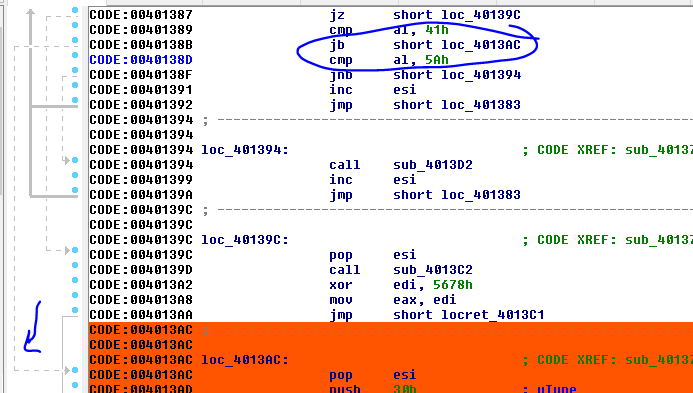 CODE:00401387 jz short loc_40139C
CODE:00401389 cmp al, 41h
CODE:0040138B jb short loc_4013AC
CODE:0040138D cmp al, 5Ah
CODE:0040138F jnb short loc_401394
CODE:00401391 inc esi
CODE:00401392 jmp short loc_401383
CODE:00401394 ; ---------------------------------------------------------------------------
CODE:00401394
CODE:00401394 loc_401394: ; CODE XREF: sub_4013
CODE:00401394 call sub_4013D2
CODE:00401399 inc esi
CODE:0040139A jmp short loc_401383
CODE:0040139C ; ---------------------------------------------------------------------------
CODE:0040139C
CODE:0040139C loc_40139C: ; CODE XREF: sub_4013
CODE:0040139C pop esi
CODE:0040139D call sub_4013C2
CODE:004013A2 xor edi, 5678h
CODE:004013A8 mov eax, edi
CODE:004013AA jmp short locret_4013C1
CODE:004013AC ;
CODE:004013AC
CODE:004013AC loc_4013AC: ; CODE XREF: sub_4013
CODE:004013AC pop esi
CODE:004013AD push 30h ; uType